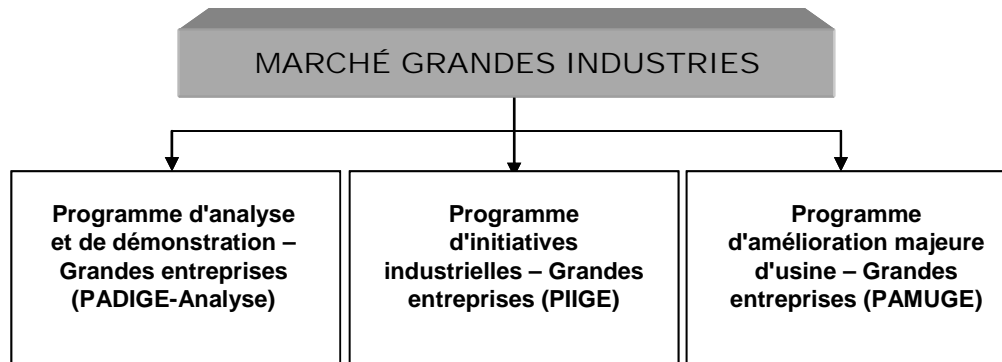 MARCHÉ GRANDES INDUSTRIES
Programme d'analyse
et de démonstration –
Grandes entreprises
(PADIGE-Analyse)
Programme
d'initiatives
industrielles – Grandes
entreprises (PIIGE)
Programme
d'amélioration majeure
d'usine – Grandes
entreprises (PAMUGE)